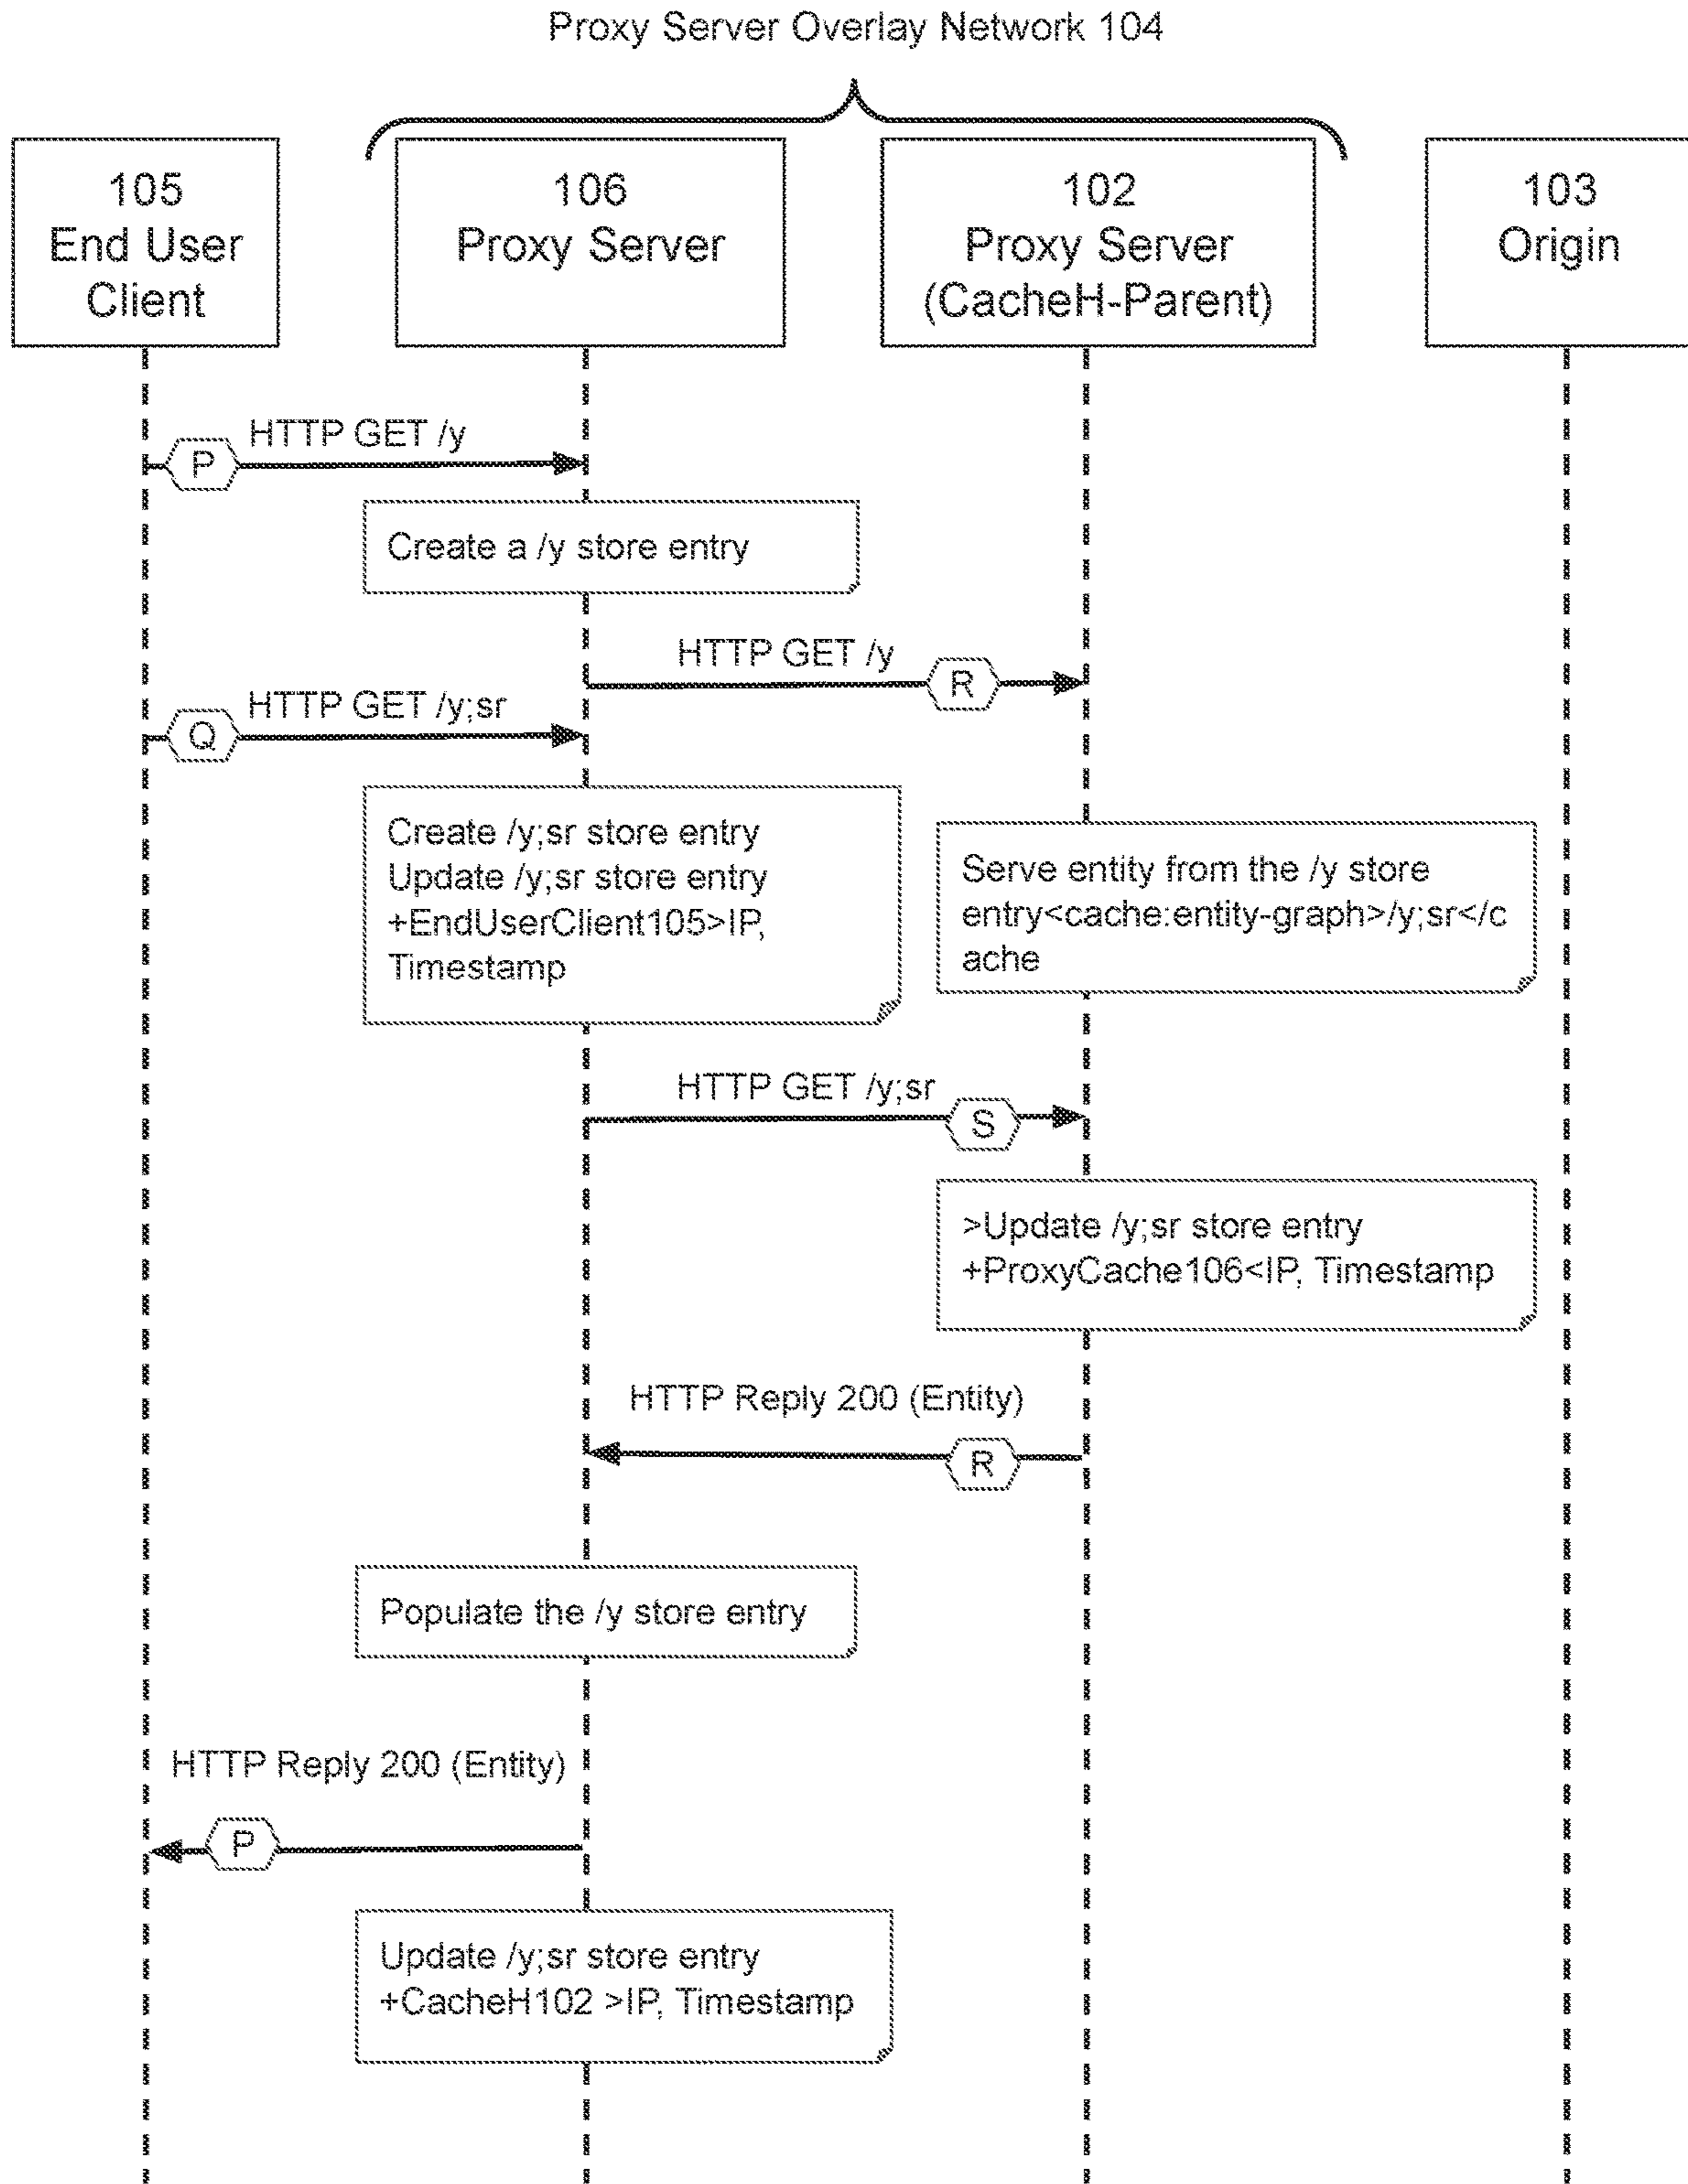 Proxy Server Overlay Network 104
105
End User
Client
106
Proxy Server
102
Proxy Server
(CacheH-Parent)
103
Origin
HTTP GET /y
P
Create a /y store entry
HTTP GET /y
R
HTTP GET /y;sr
Q
Create /y;sr store entry
Update /y;sr store entry
+EndUserClient105>IP,
Timestamp
Serve entity from the /y store
entry<cache:entity-graph>/y;sr</c
ache
HTTP GET /y;sr
S
>Update /y;sr store entry
+ProxyCache106<IP, Timestamp
HTTP Reply 200 (Entity)
R
Populate the /y store entry
HTTP Reply 200 (Entity)
P
Update /y;sr store entry
+CacheH102 >IP, Timestamp